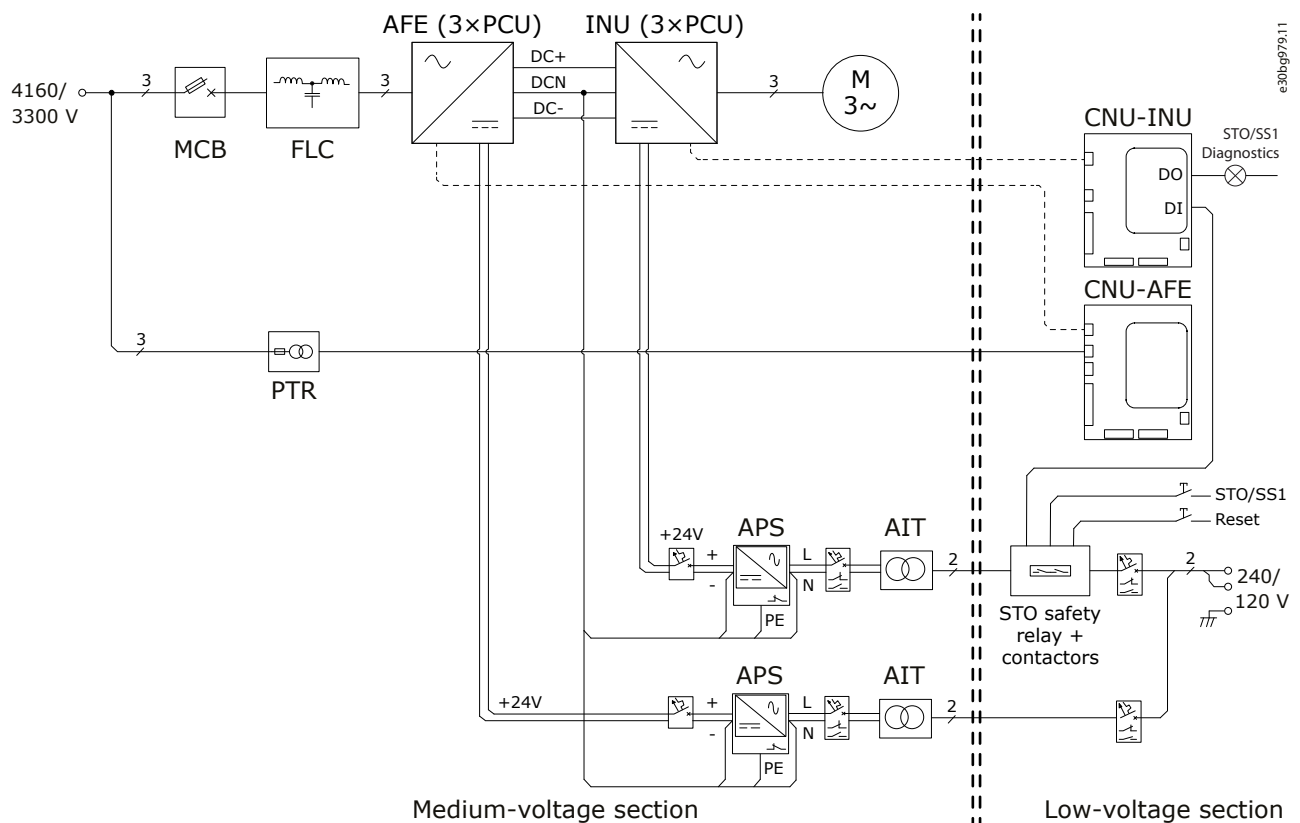 AFE (3×PCU)
INU (3×PCU)
e30bg979.11
DC+
DCN
DC-
4160/
3300 V
3
3
3
M
3~
MCB
FLC
CNU-INU
STO/SS1
Diagnostics
DO
DI
CNU-AFE
3
PTR
STO/SS1
Reset
+24V
APS
AIT
+
-
L
N
2
2
240/
120 V
PE
STO safety
relay +
contactors
+24V
APS
AIT
+
-
L
N
2
PE
Medium-voltage section
Low-voltage section